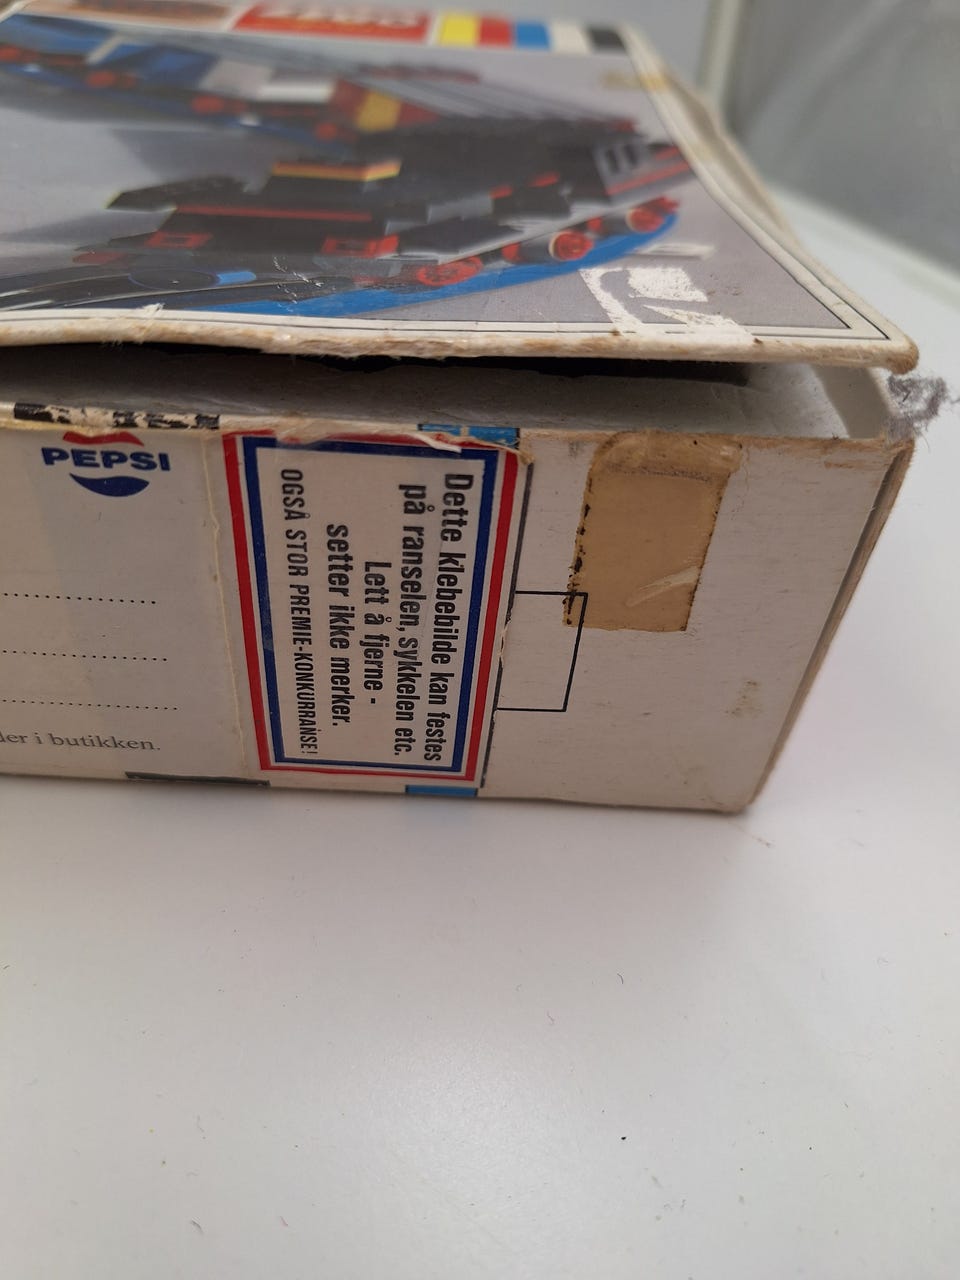 PEPSI
Dette klebebilde kan festes
på ranselen, sykkelen etc.
Lett å fjerne -
setter ikke merker.
OGSÅ STOR PREMIE-KONKURRANSE!
i butikken.